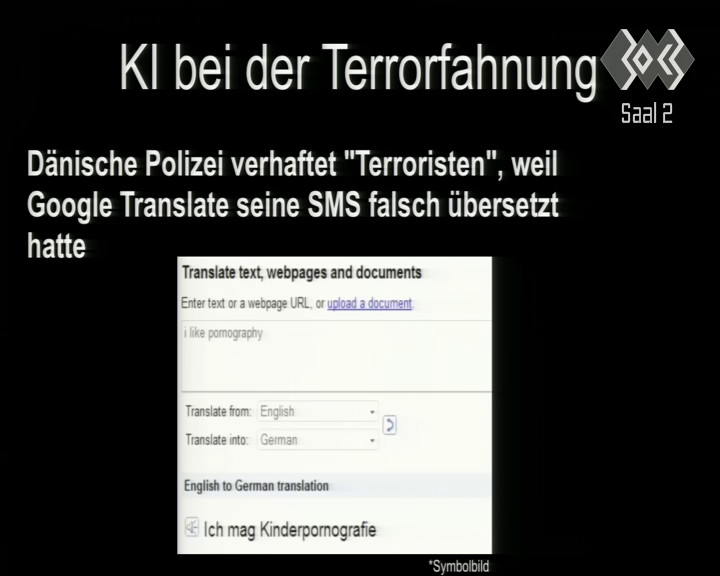 KI bei der Terrorfahnung
Saal 2
Dänische Polizei verhaftet "Terroristen", weil
Google Translate seine SMS falsch übersetzt
hatte
Translate text, webpages and documents
Enter text or a webpage URL, or upload a document.
i like pornography
Translate from: English
Translate into: German
English to German translation
Ich mag Kinderpornografie
*Symbolbild